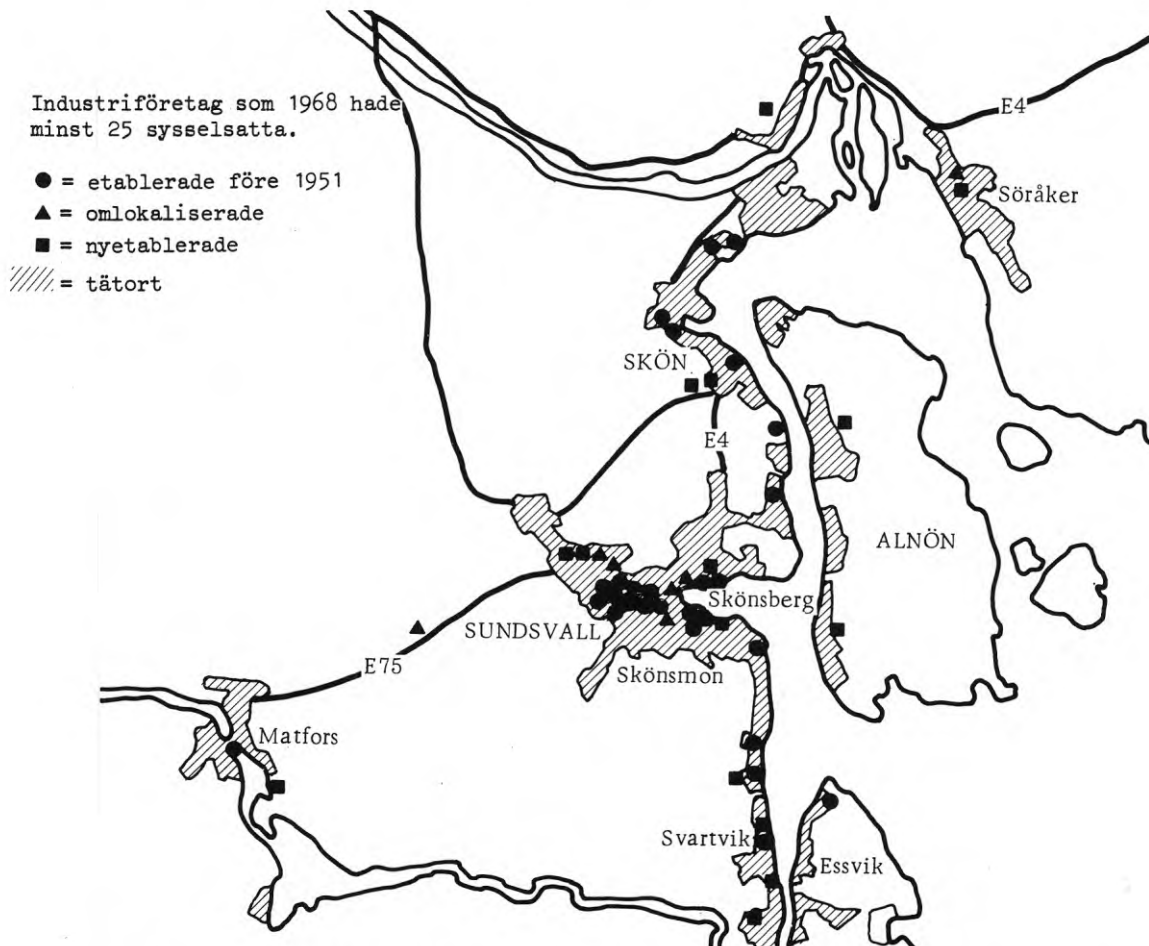 Industriföretag som 1968 hade
minst 25 sysselsatta.
= etablerade före 1951
= omlokaliserade
= nyetablerade
= tätort
E4
Söråker
SKÖN
E4
ALNÖN
Skönsberg
SUNDSVALL
E75
Skönsmon
Matfors
Svartvik
Essvik